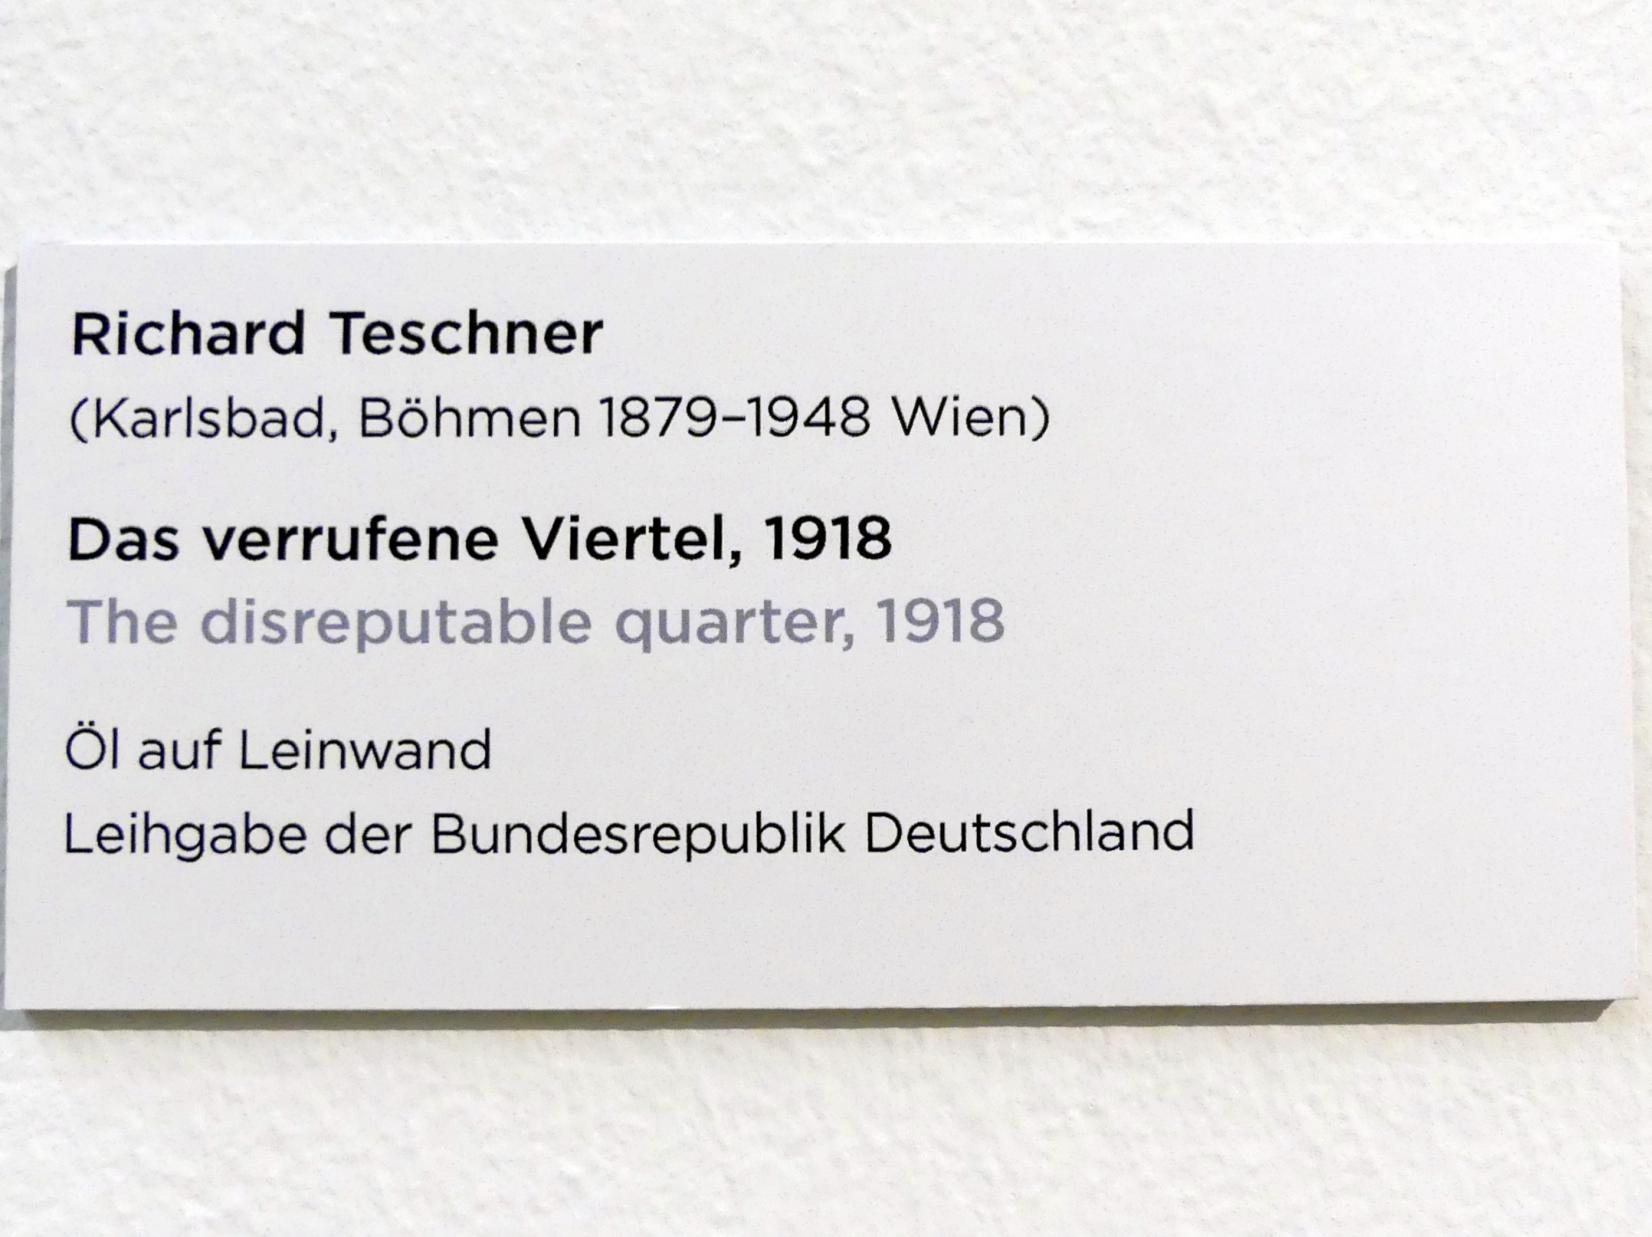 Richard Teschner
(Karlsbad, Böhmen 1879–1948 Wien)
Das verrufene Viertel, 1918
The disreputable quarter, 1918
Öl auf Leinwand
Leihgabe der Bundesrepublik Deutschland